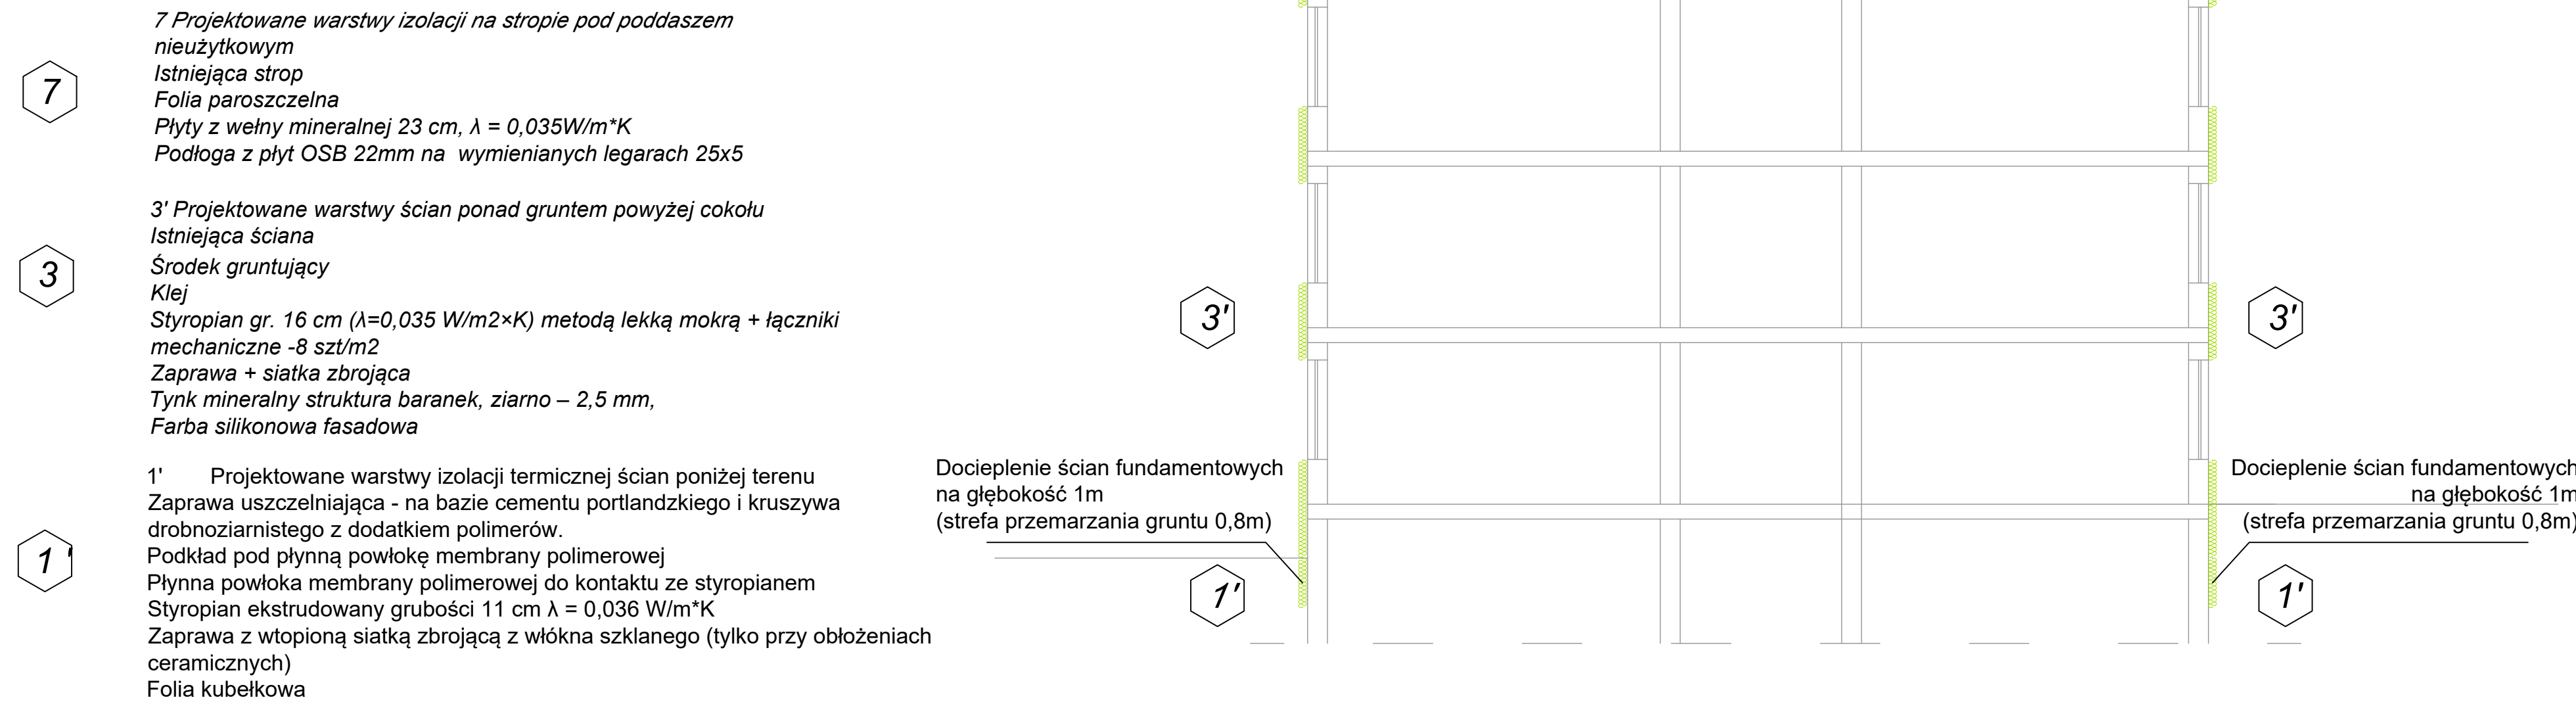 7
7 Projektowane warstwy izolacji na stropie pod poddaszem
nieużytkowym
Istniejąca strop
Folia paroszczelna
Płyty z wełny mineralnej 23 cm, λ = 0,035W/m*K
Podłoga z płyt OSB 22mm na  wymienianych legarach 25x5
3
3' Projektowane warstwy ścian ponad gruntem powyżej cokołu
Istniejąca ściana
Środek gruntujący
Klej
Styropian gr. 16 cm (λ=0,035 W/m2×K) metodą lekką mokrą + łączniki
mechaniczne -8 szt/m2
Zaprawa + siatka zbrojąca
Tynk mineralny struktura baranek, ziarno – 2,5 mm,
Farba silikonowa fasadowa
1'
1' Projektowane warstwy izolacji termicznej ścian poniżej terenu
Zaprawa uszczelniająca - na bazie cementu portlandzkiego i kruszywa
drobnoziarnistego z dodatkiem polimerów.
Podkład pod płynną powłokę membrany polimerowej
Płynna powłoka membrany polimerowej do kontaktu ze styropianem
Styropian ekstrudowany grubości 11 cm λ = 0,036 W/m*K
Zaprawa z wtopioną siatką zbrojącą z włókna szklanego (tylko przy obłożeniach
ceramicznych)
Folia kubełkowa
3'
3'
Docieplenie ścian fundamentowych
na głębokość 1m
(strefa przemarzania gruntu 0,8m)
1'
Docieplenie ścian fundamentowych
na głębokość 1m
(strefa przemarzania gruntu 0,8m)
1'